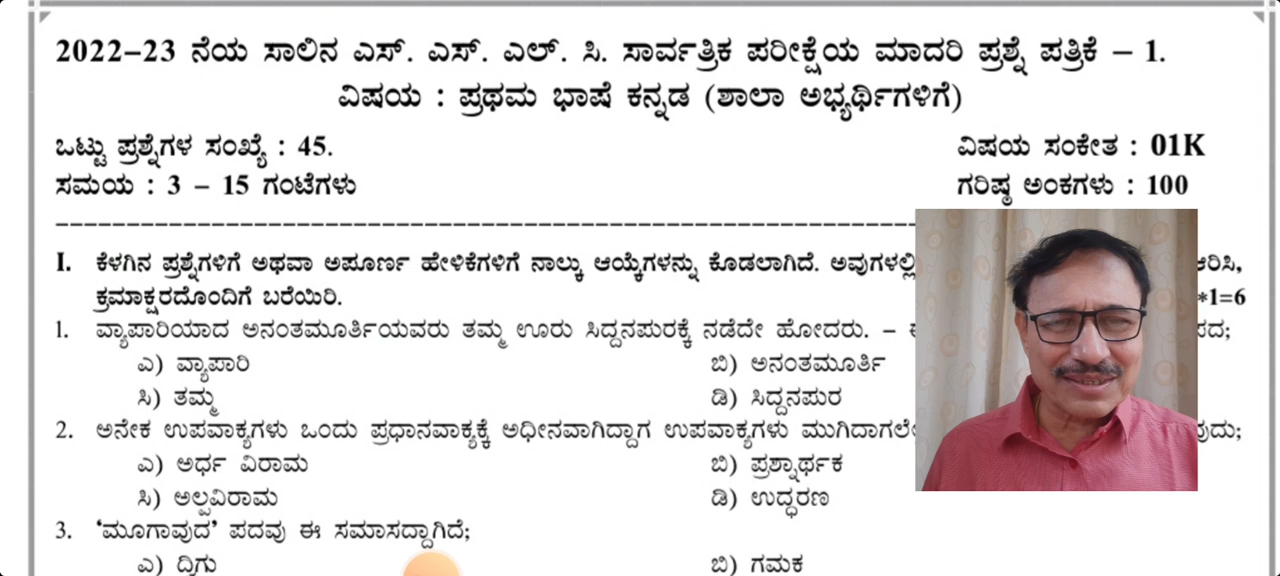 2022–23 ನೆಯ ಸಾಲಿನ ಎಸ್. ಎಸ್. ಎಲ್. ಸಿ. ಸಾರ್ವತ್ರಿಕ ಪರೀಕ್ಷೆಯ ಮಾದರಿ ಪ್ರಶ್ನೆ ಪತ್ರಿಕೆ – 1.
ವಿಷಯ : ಪ್ರಥಮ ಭಾಷೆ ಕನ್ನಡ (ಶಾಲಾ ಅಭ್ಯರ್ಥಿಗಳಿಗೆ)
ಒಟ್ಟು ಪ್ರಶ್ನೆಗಳ ಸಂಖ್ಯೆ : 45. ವಿಷಯ ಸಂಕೇತ : 01K
ಸಮಯ : 3 – 15 ಗಂಟೆಗಳು ಗರಿಷ್ಠ ಅಂಕಗಳು : 100
I. ಕೆಳಗಿನ ಪ್ರಶ್ನೆಗಳಿಗೆ ಅಥವಾ ಅಪೂರ್ಣ ಹೇಳಿಕೆಗಳಿಗೆ ನಾಲ್ಕು ಆಯ್ಕೆಗಳನ್ನು ಕೊಡಲಾಗಿದೆ. ಅವುಗಳಲ್ಲಿ
ಕ್ರಮಾಕ್ಷರದೊಂದಿಗೆ ಬರೆಯಿರಿ. *1=6
1. ವ್ಯಾಪಾರಿಯಾದ ಅನಂತಮೂರ್ತಿಯವರು ತಮ್ಮ ಊರು ಸಿದ್ದನಪುರಕ್ಕೆ ನಡೆದೇ ಹೋದರು. –
ಎ) ವ್ಯಾಪಾರಿ ಬಿ) ಅನಂತಮೂರ್ತಿ
ಸಿ) ತಮ್ಮ ಡಿ) ಸಿದ್ದನಪುರ
2. ಅನೇಕ ಉಪವಾಕ್ಯಗಳು ಒಂದು ಪ್ರಧಾನವಾಕ್ಯಕ್ಕೆ ಅಧೀನವಾಗಿದ್ದಾಗ ಉಪವಾಕ್ಯಗಳು
ಎ) ಅರ್ಧ ವಿರಾಮ ಬಿ) ಪ್ರಶ್ನಾರ್ಥಕ
ಸಿ) ಅಲ್ಪವಿರಾಮ ಡಿ) ಉದ್ಧರಣ
3. ‘ಮೂಗಾವುದ’ ಪದವು ಈ ಸಮಾಸದ್ದಾಗಿದೆ;
ಎ) ದ್ವಿಗು ಬಿ) ಗಮಕ